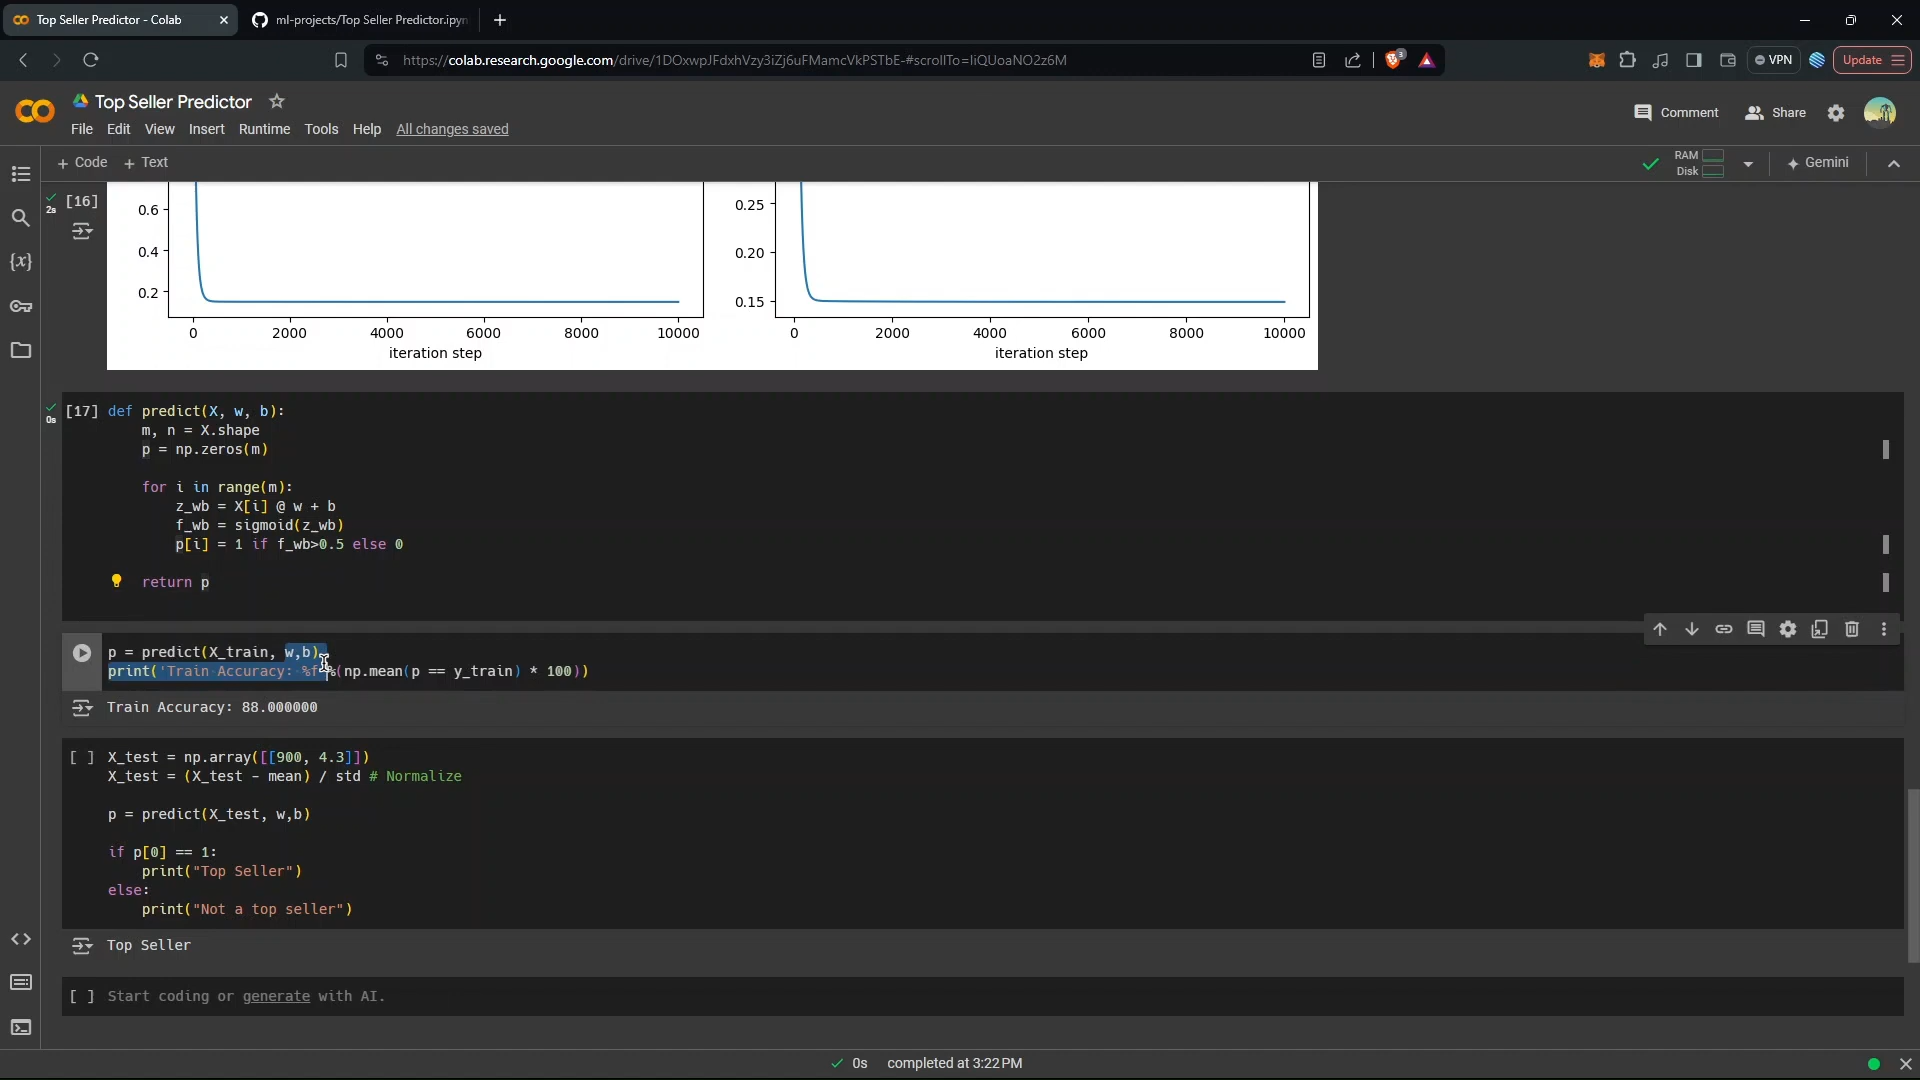 Top Seller Predictor - Colab
ml-projects/Top Seller Predictor.ipyn
https://colab.research.google.com/drive/1DOxwpJFdxhVzy3iZj6uFMamcVkPSTbE-#scrollTo=IiQUoaNO2z6M
3
VPN
Update
Top Seller Predictor
File Edit View Insert Runtime Tools Help All changes saved
Comment Share
+ Code + Text
RAM
Disk
Gemini
2s [16]
0.6
0.4
0.2
0 2000 4000 6000 8000 10000
iteration step
0.25
0.20
0.15
0 2000 4000 6000 8000 10000
iteration step
0s [17] def predict(X, w, b):
m, n = X.shape
p = np.zeros(m)
for i in range(m):
z_wb = X[i] @ w + b
f_wb = sigmoid(z_wb)
p[i] = 1 if f_wb>0.5 else 0
return p
p = predict(X_train, w,b)
print('Train Accuracy: %f'%(np.mean(p == y_train) * 100))
Train Accuracy: 88.000000
[ ] X_test = np.array([[900, 4.3]])
X_test = (X_test - mean) / std # Normalize
p = predict(X_test, w,b)
if p[0] == 1:
print("Top Seller")
else:
print("Not a top seller")
Top Seller
[ ] Start coding or generate with AI.
0s completed at 3:22 PM